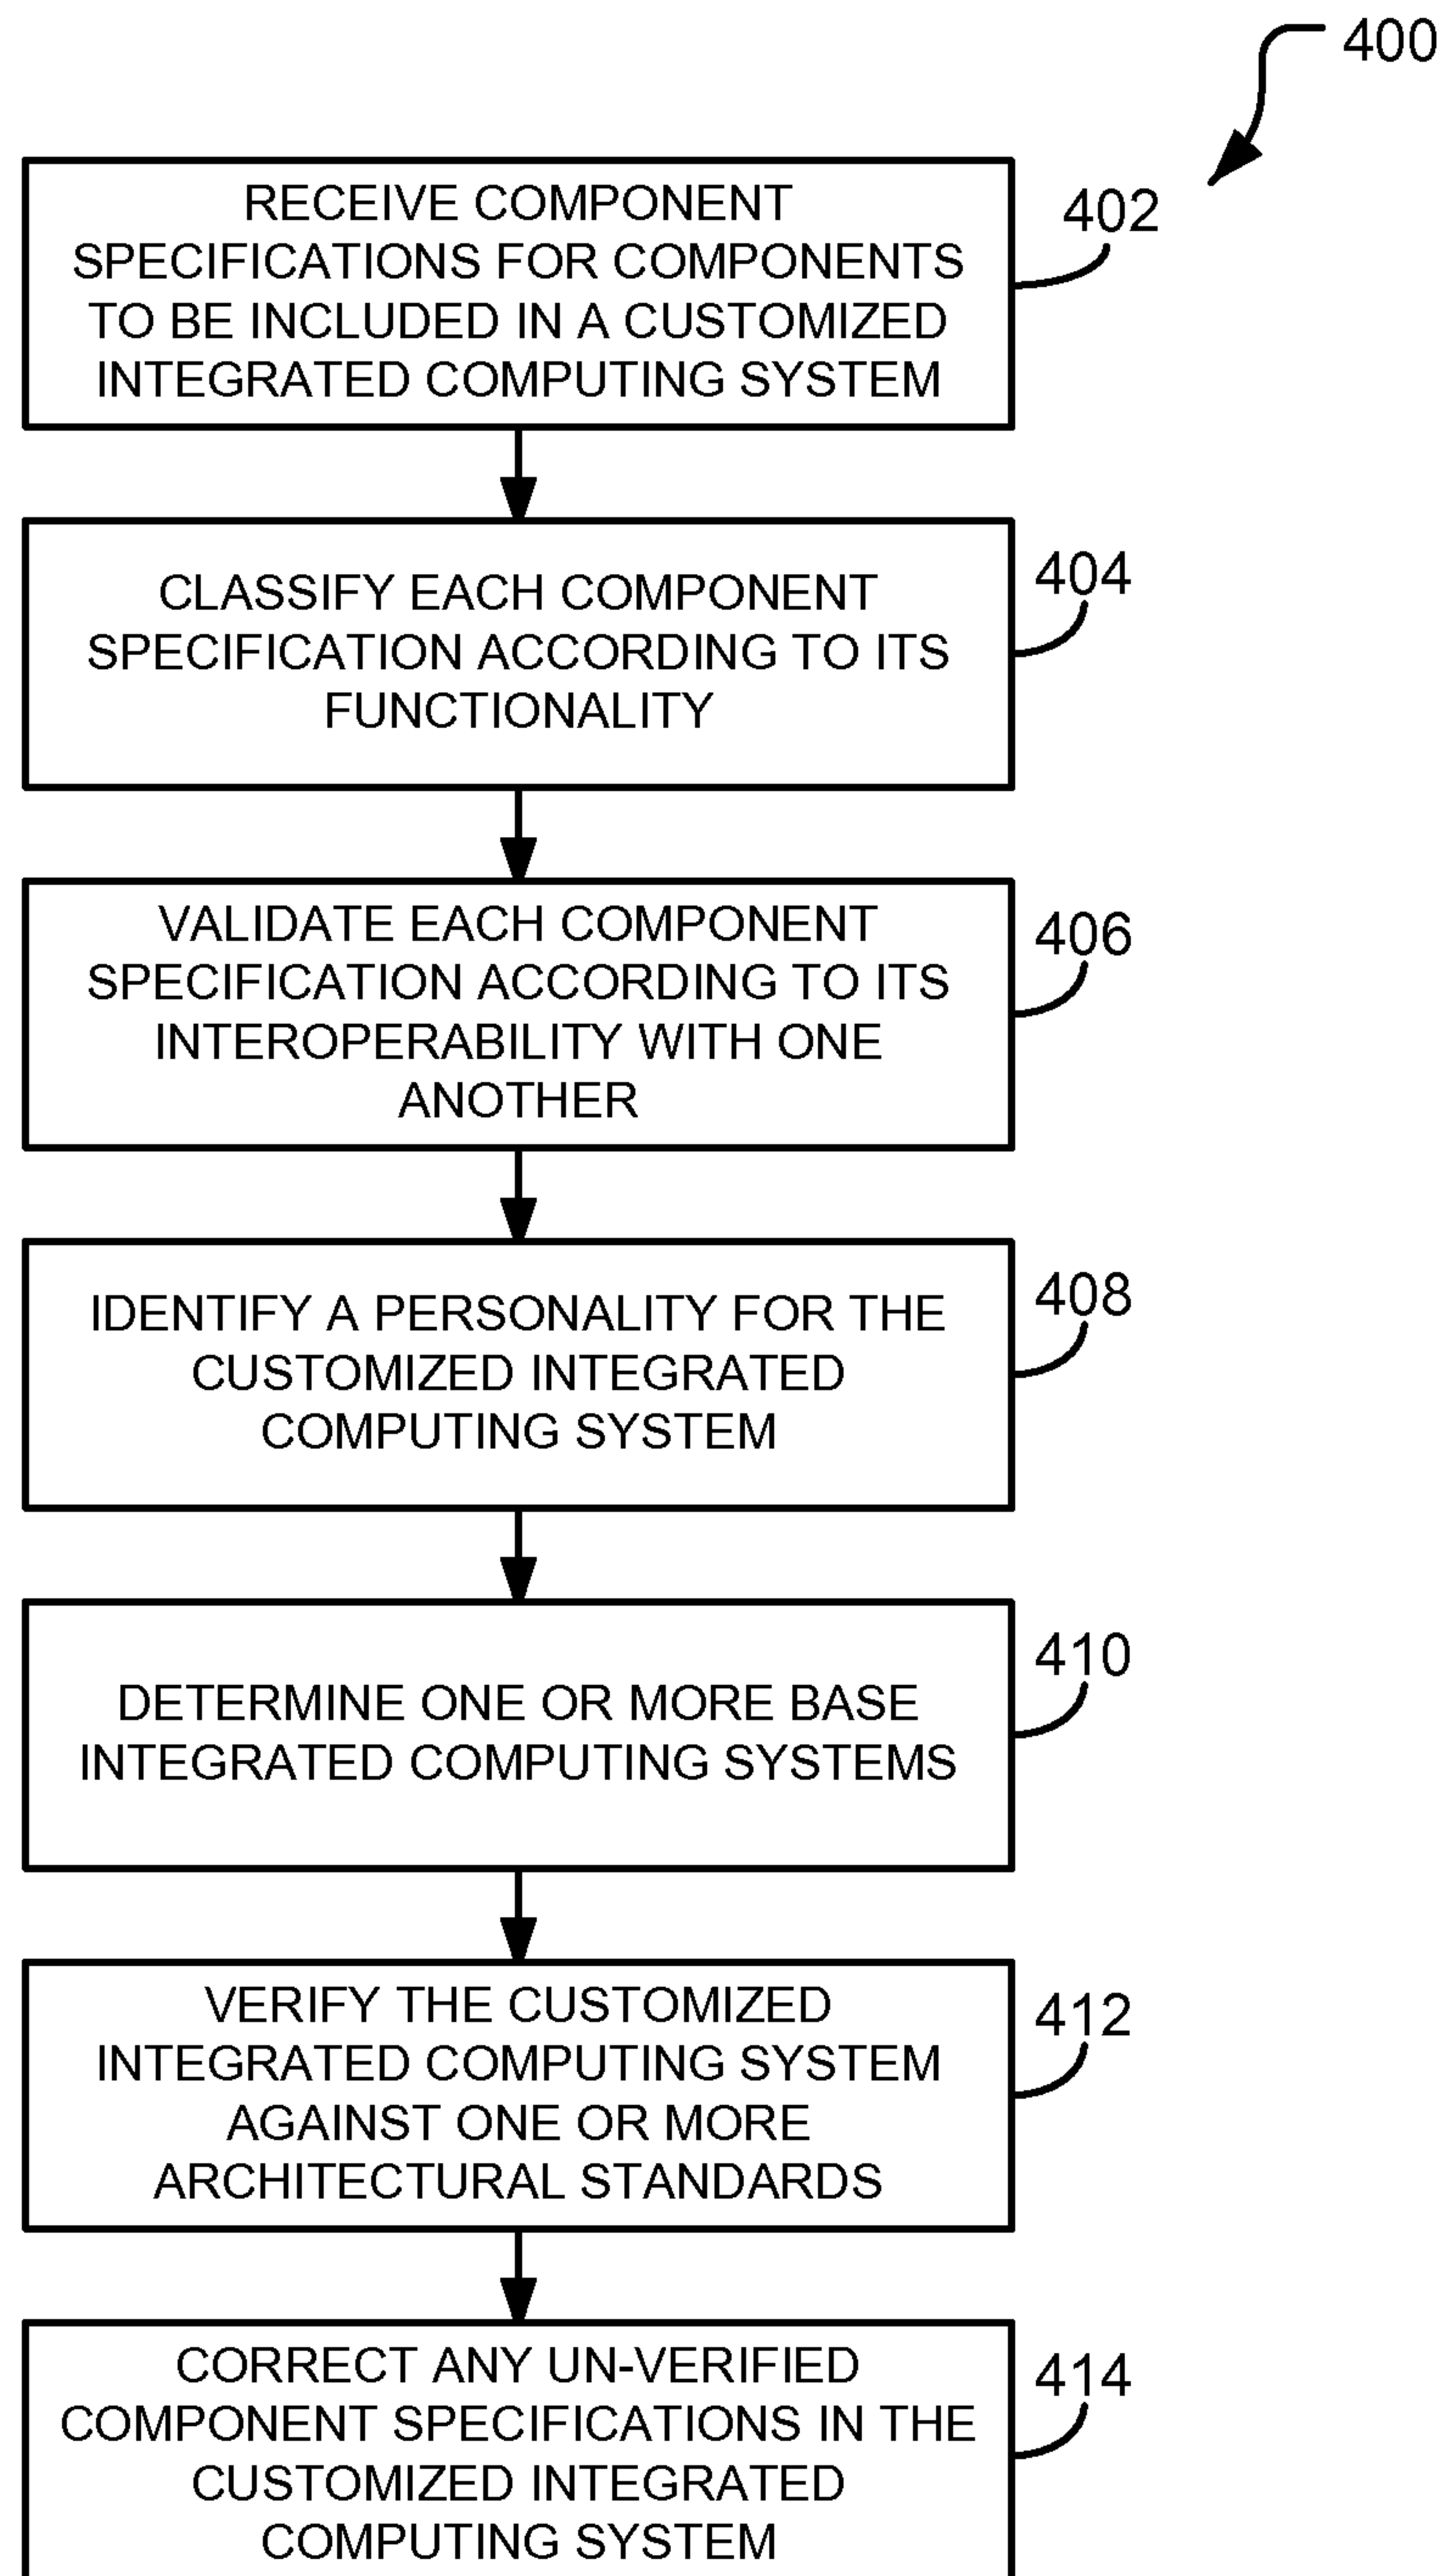 400
RECEIVE COMPONENT
SPECIFICATIONS FOR COMPONENTS
TO BE INCLUDED IN A CUSTOMIZED
INTEGRATED COMPUTING SYSTEM
402
CLASSIFY EACH COMPONENT
SPECIFICATION ACCORDING TO ITS
FUNCTIONALITY
404
VALIDATE EACH COMPONENT
SPECIFICATION ACCORDING TO ITS
INTEROPERABILITY WITH ONE
ANOTHER
406
IDENTIFY A PERSONALITY FOR THE
CUSTOMIZED INTEGRATED
COMPUTING SYSTEM
408
DETERMINE ONE OR MORE BASE
INTEGRATED COMPUTING SYSTEMS
410
VERIFY THE CUSTOMIZED
INTEGRATED COMPUTING SYSTEM
AGAINST ONE OR MORE
ARCHITECTURAL STANDARDS
412
CORRECT ANY UN-VERIFIED
COMPONENT SPECIFICATIONS IN THE
CUSTOMIZED INTEGRATED
COMPUTING SYSTEM
414